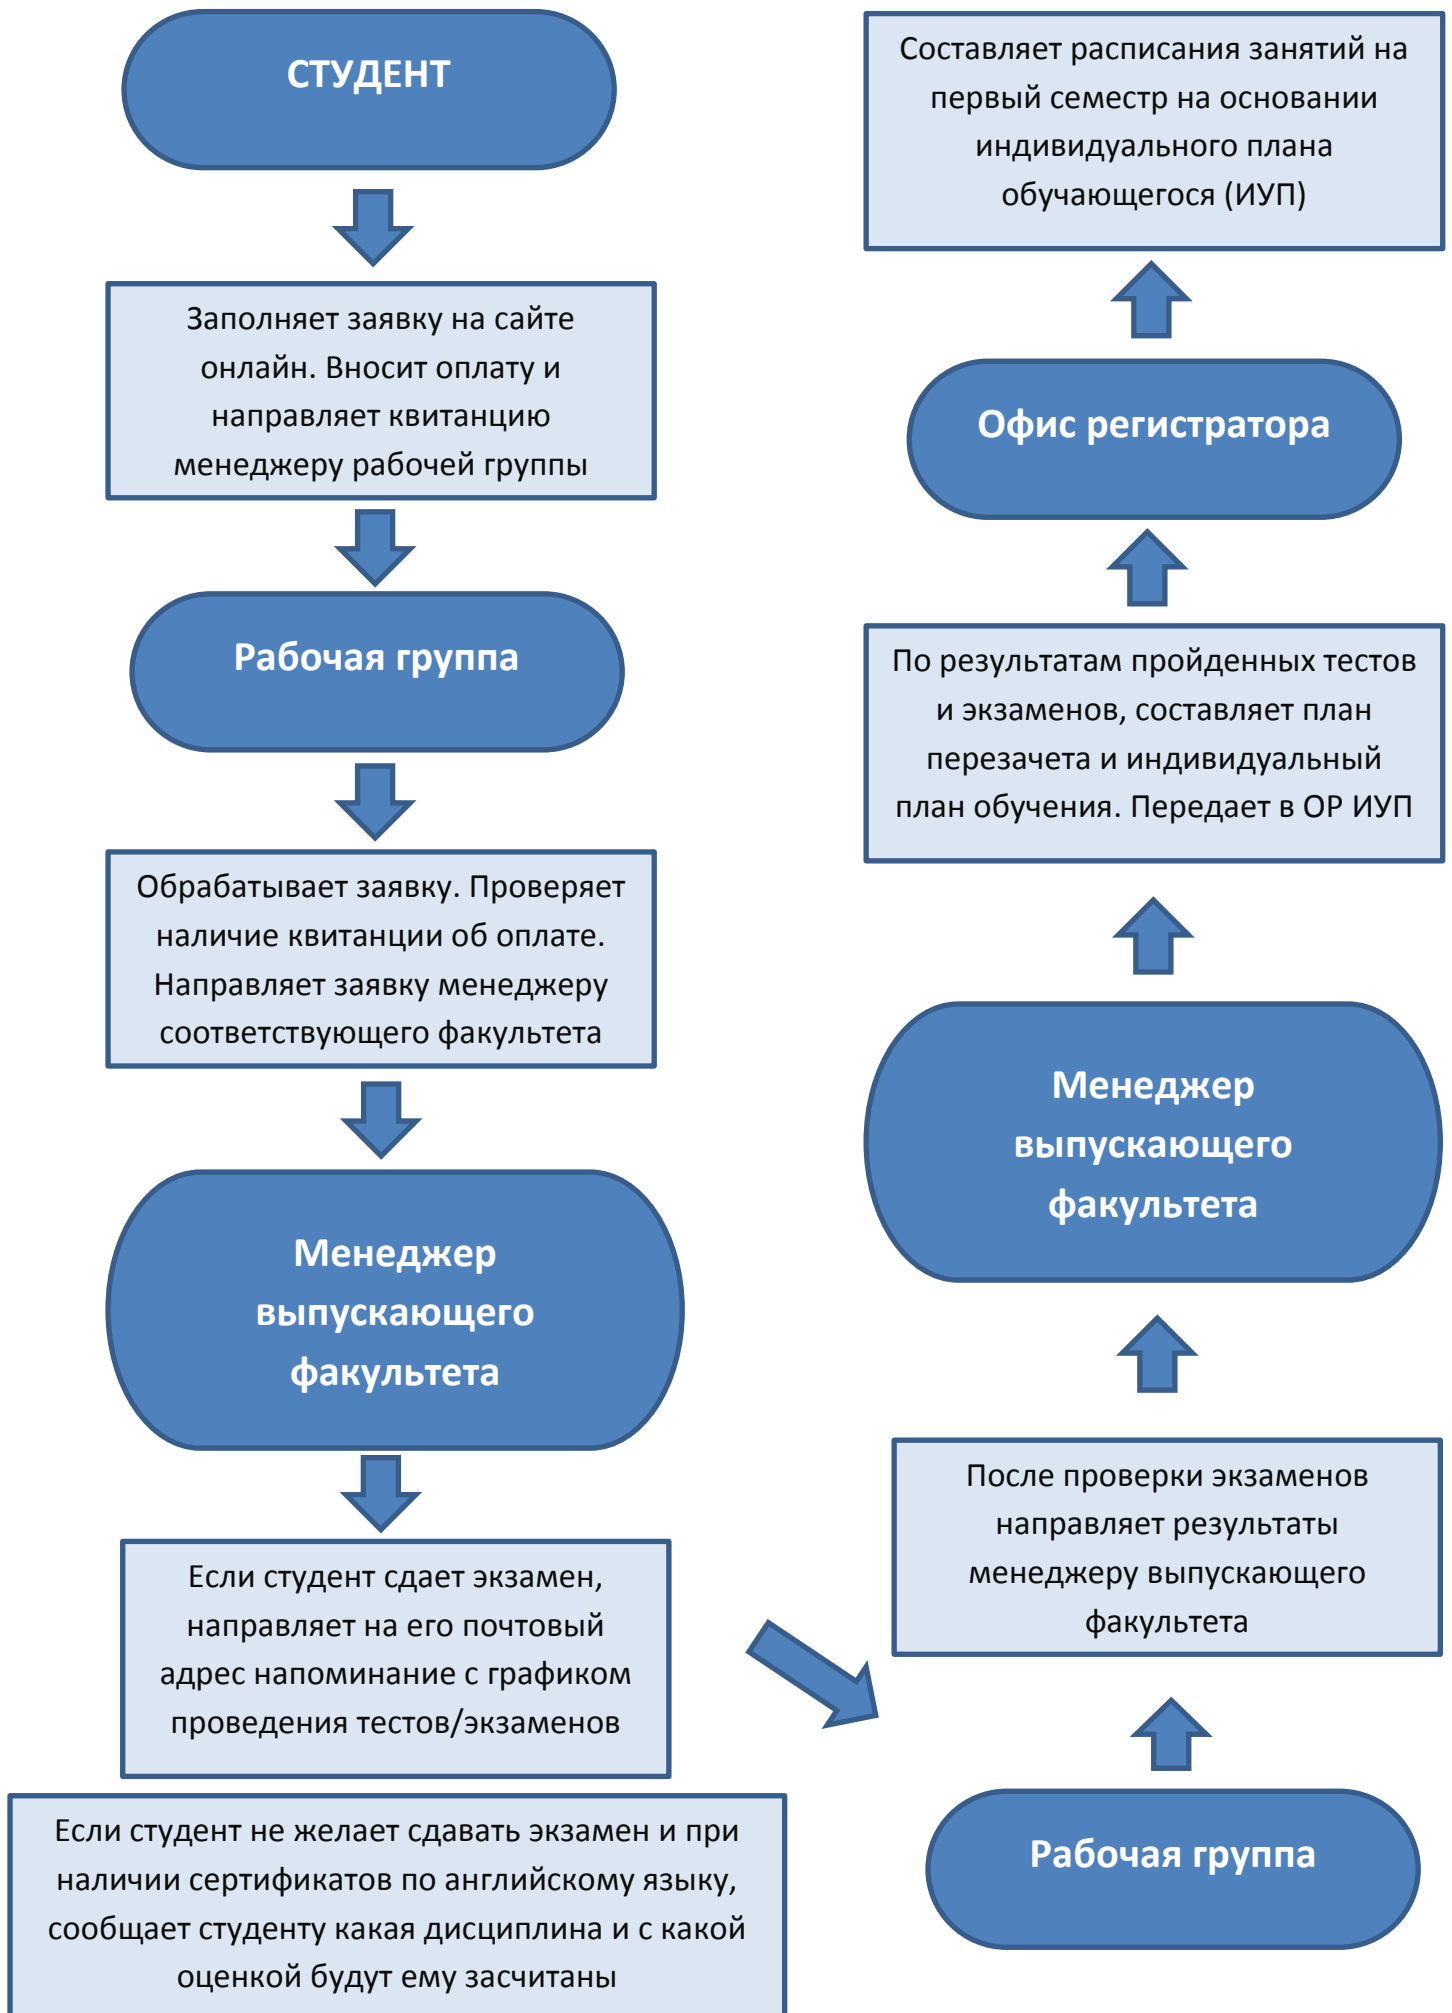 СТУДЕНТ
Заполняет заявку на сайте
онлайн. Вносит оплату и
направляет квитанцию
менеджеру рабочей группы
Рабочая группа
Обрабатывает заявку. Проверяет
наличие квитанции об оплате.
Направляет заявку менеджеру
соответствующего факультета
Менеджер
выпускающего
факультета
Если студент сдает экзамен,
направляет на его почтовый
адрес напоминание с графиком
проведения тестов/экзаменов
Если студент не желает сдавать экзамен и при
наличии сертификатов по английскому языку,
сообщает студенту какая дисциплина и с какой
оценкой будут ему засчитаны
Рабочая группа
После проверки экзаменов
направляет результаты
менеджеру выпускающего
факультета
Менеджер
выпускающего
факультета
По результатам пройденных тестов
и экзаменов, составляет план
перезачета и индивидуальный
план обучения. Передает в ОР ИУП
Офис регистратора
Составляет расписания занятий на
первый семестр на основании
индивидуального плана
обучающегося (ИУП)